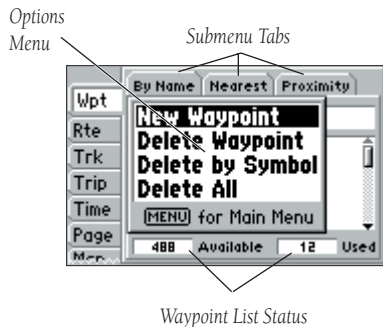 Options
Menu
Submenu Tabs
By Name Nearest Proximity
Wpt
Rte
Trk
Trip
Time
Page
New Waypoint
Delete Waypoint
Delete by Symbol
Delete All
MENU for Main Menu
488 Available 12 Used
Waypoint List Status